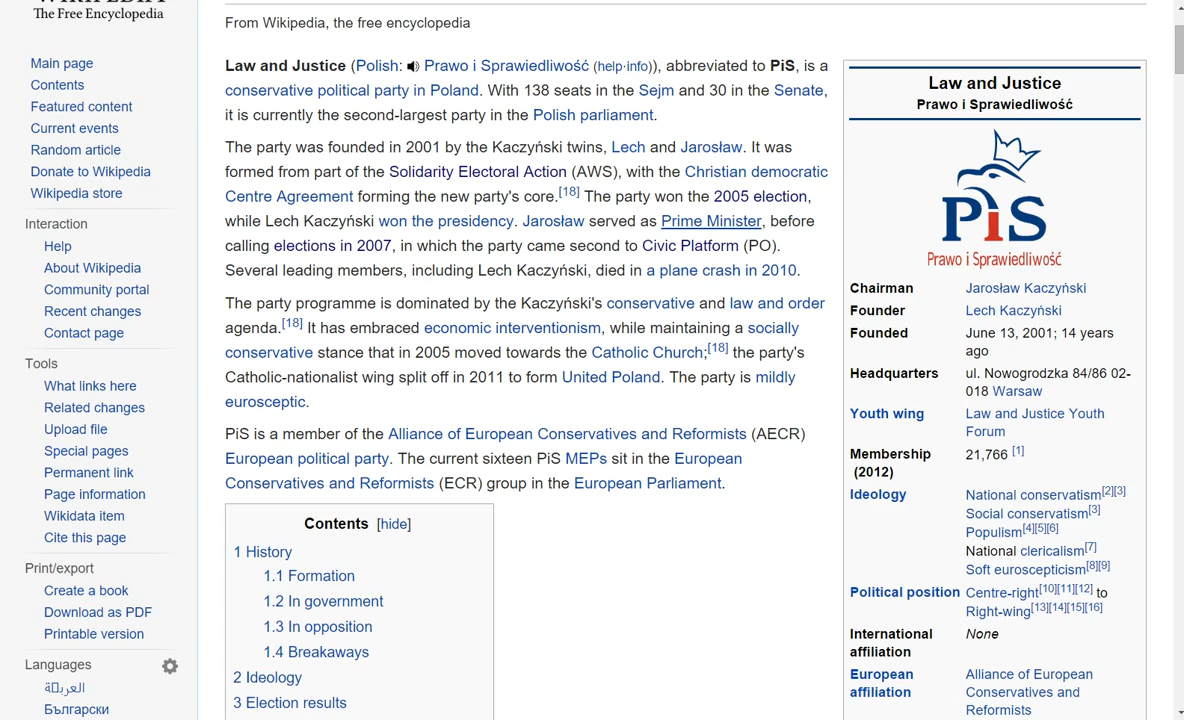 The Free Encyclopedia
Main page
Contents
Featured content
Current events
Random article
Donate to Wikipedia
Wikipedia store
Interaction
Help
About Wikipedia
Community portal
Recent changes
Contact page
Tools
What links here
Related changes
Upload file
Special pages
Permanent link
Page information
Wikidata item
Cite this page
Print/export
Create a book
Download as PDF
Printable version
Languages
العربية
Български
From Wikipedia, the free encyclopedia
Law and Justice (Polish: Prawo i Sprawiedliwość (help·info)), abbreviated to PiS, is a
conservative political party in Poland. With 138 seats in the Sejm and 30 in the Senate,
it is currently the second-largest party in the Polish parliament.
The party was founded in 2001 by the Kaczyński twins, Lech and Jarosław. It was
formed from part of the Solidarity Electoral Action (AWS), with the Christian democratic
Centre Agreement forming the new party's core.[18] The party won the 2005 election,
while Lech Kaczyński won the presidency. Jarosław served as Prime Minister, before
calling elections in 2007, in which the party came second to Civic Platform (PO).
Several leading members, including Lech Kaczyński, died in a plane crash in 2010.
The party programme is dominated by the Kaczyński's conservative and law and order
agenda.[18] It has embraced economic interventionism, while maintaining a socially
conservative stance that in 2005 moved towards the Catholic Church;[18] the party's
Catholic-nationalist wing split off in 2011 to form United Poland. The party is mildly
eurosceptic.
PiS is a member of the Alliance of European Conservatives and Reformists (AECR)
European political party. The current sixteen PiS MEPs sit in the European
Conservatives and Reformists (ECR) group in the European Parliament.
Contents [hide]
1 History
1.1 Formation
1.2 In government
1.3 In opposition
1.4 Breakaways
2 Ideology
3 Election results
Law and Justice
Prawo i Sprawiedliwość
PiS
Prawo i Sprawiedliwość
Chairman Jarosław Kaczyński
Founder Lech Kaczyński
Founded June 13, 2001; 14 years
ago
Headquarters ul. Nowogrodzka 84/86 02-
018 Warsaw
Youth wing Law and Justice Youth
Forum
Membership 21,766 [1]
(2012)
Ideology National conservatism[2][3]
Social conservatism[3]
Populism[4][5][6]
National clericalism[7]
Soft euroscepticism[8][9]
Political position Centre-right[10][11][12] to
Right-wing[13][14][15][16]
International None
affiliation
European Alliance of European
affiliation Conservatives and
Reformists